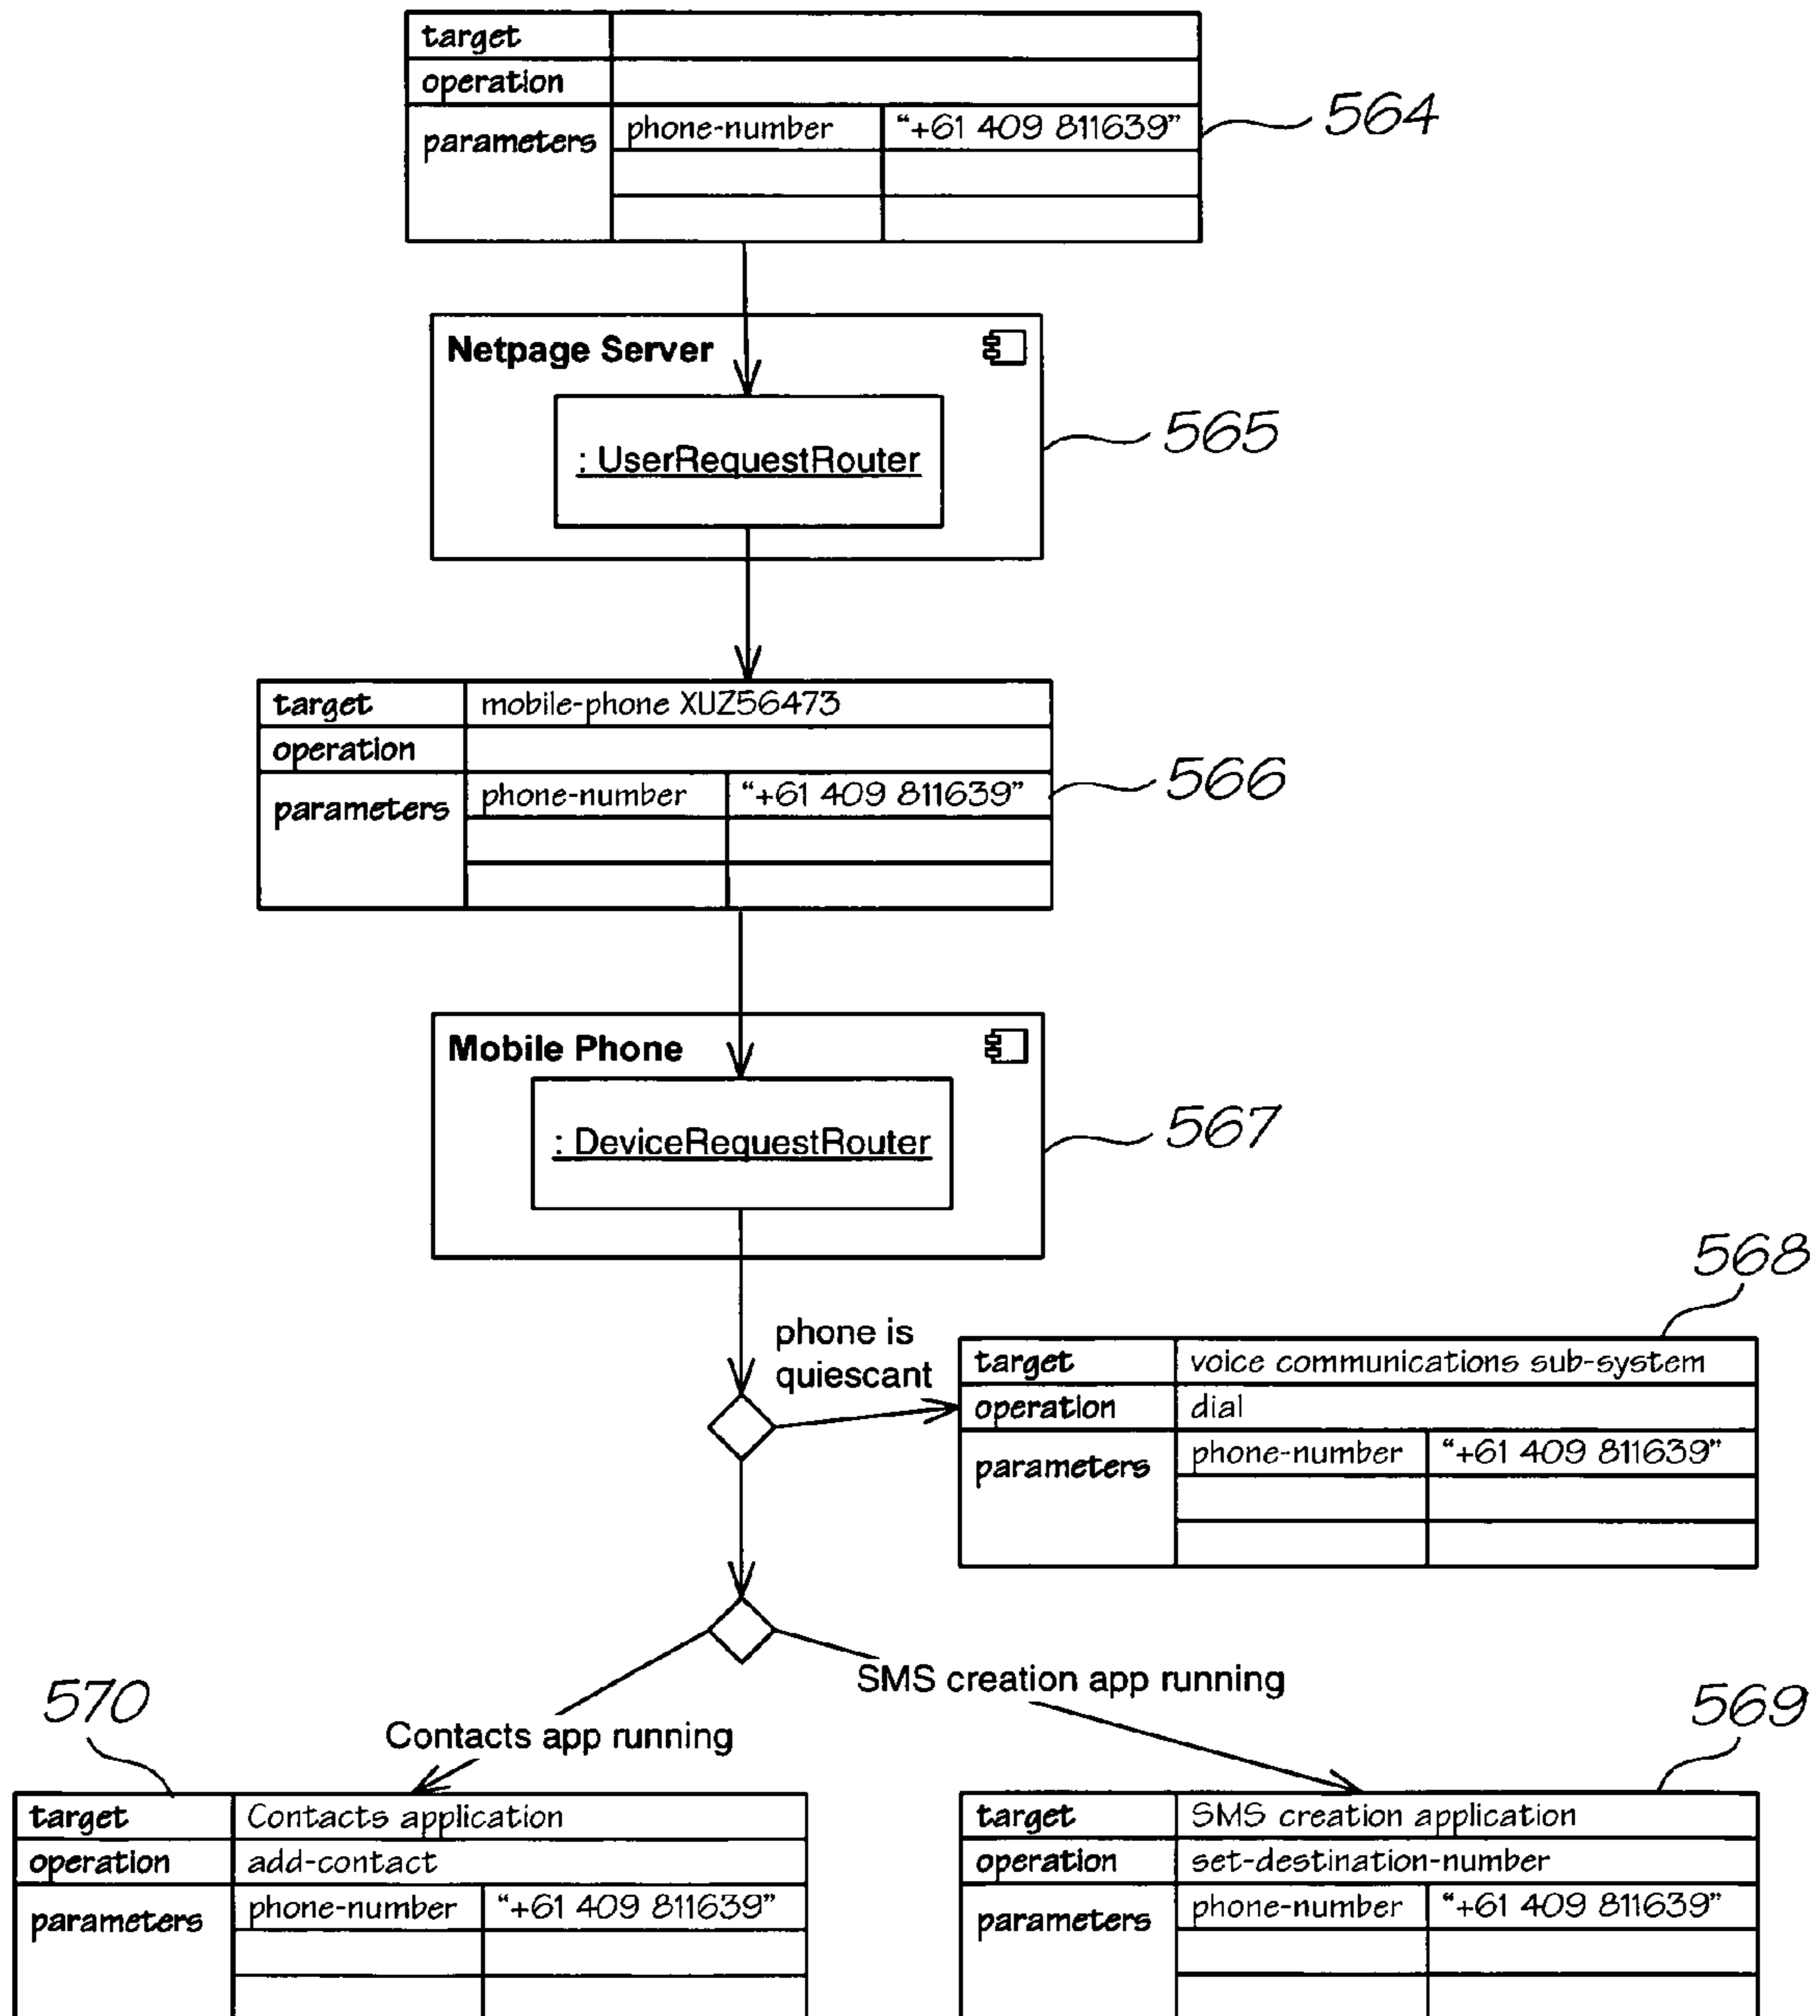 target
operation
parameters phone-number "+61 409 811639"
564
Netpage Server
: UserRequestRouter
565
target mobile-phone XUZ56473
operation
parameters phone-number "+61 409 811639"
566
Mobile Phone
: DeviceRequestRouter
567
568
phone is
quiescant
target voice communications sub-system
operation dial
parameters phone-number "+61 409 811639"
SMS creation app running
Contacts app running
570
target Contacts application
operation add-contact
parameters phone-number "+61 409 811639"
569
target SMS creation application
operation set-destination-number
parameters phone-number "+61 409 811639"